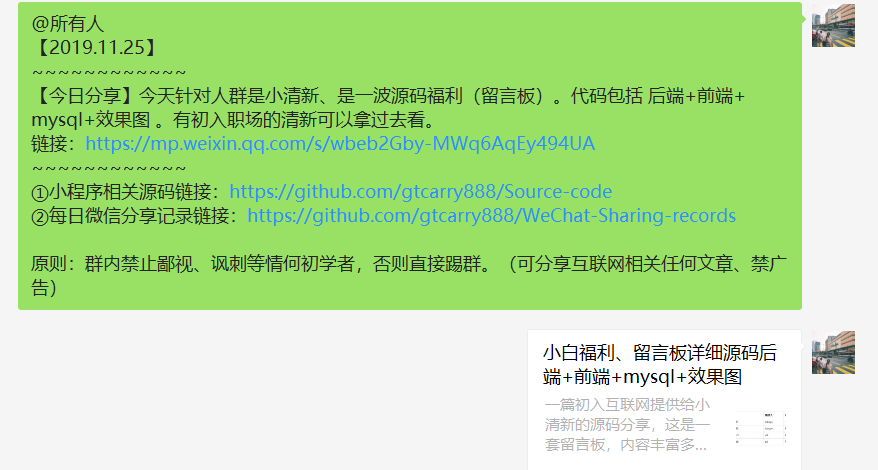 @所有人
【2019.11.25】
~~~~~~~~~~~~
【今日分享】今天针对人群是小清新、是一波源码福利（留言板）。代码包括 后端+前端+
mysql+效果图 。有初入职场的清新可以拿过去看。
链接：https://mp.weixin.qq.com/s/wbeb2Gby-MWq6AqEy494UA
~~~~~~~~~~~~
①小程序相关源码链接：https://github.com/gtcarry888/Source-code
②每日微信分享记录链接：https://github.com/gtcarry888/WeChat-Sharing-records
原则：群内禁止鄙视、讽刺等情何初学者，否则直接踢群。（可分享互联网相关任何文章、禁广
告）
小白福利、留言板详细源码后
端+前端+mysql+效果图
一篇初入互联网提供给小
清新的源码分享，这是一
套留言板，内容丰富多...